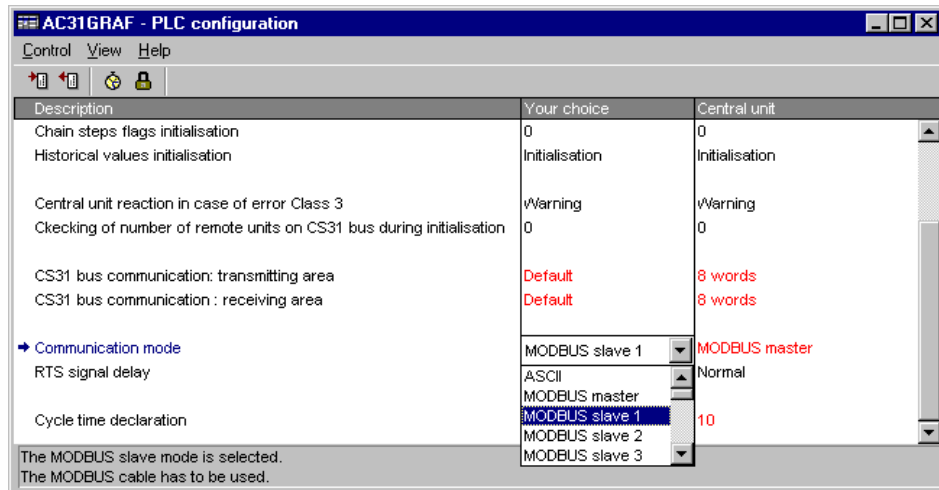 AC31GRAF - PLC configuration
Control View Help
Description Your choice Central unit
Chain steps flags initialisation 0 0
Historical values initialisation Initialisation Initialisation
Central unit reaction in case of error Class 3 Warning Warning
Ckecking of number of remote units on CS31 bus during initialisation 0 0
CS31 bus communication: transmitting area Default 8 words
CS31 bus communication : receiving area Default 8 words
Communication mode MODBUS slave 1 MODBUS master
RTS signal delay ASCII Normal
MODBUS master
Cycle time declaration MODBUS slave 1 10
MODBUS slave 2
MODBUS slave 3
The MODBUS slave mode is selected.
The MODBUS cable has to be used.